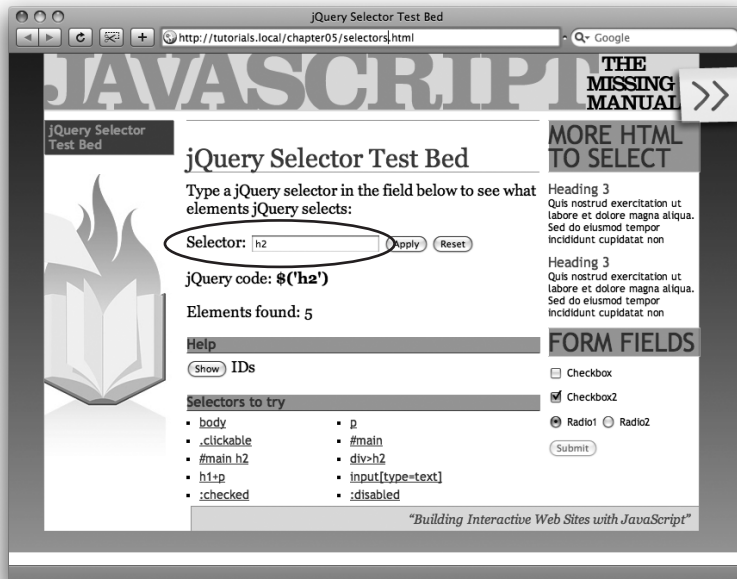 jQuery Selector Test Bed
http://tutorials.local/chapter05/selectors.html
Google
JAVASCRIPT
THE
MISSING
MANUAL
jQuery Selector
Test Bed
jQuery Selector Test Bed
Type a jQuery selector in the field below to see what
elements jQuery selects:
Selector: h2 Apply Reset
jQuery code: $('h2')
Elements found: 5
Help
Show IDs
Selectors to try
▪ body
▪ .clickable
▪ #main h2
▪ h1+p
▪ :checked
▪ p
▪ #main
▪ div>h2
▪ input[type=text]
▪ :disabled
MORE HTML
TO SELECT
Heading 3
Quis nostrud exercitation ut
labore et dolore magna aliqua.
Sed do eiusmod tempor
incididunt cupidatat non
Heading 3
Quis nostrud exercitation ut
labore et dolore magna aliqua.
Sed do eiusmod tempor
incididunt cupidatat non
FORM FIELDS
Checkbox
Checkbox2
Radio1 Radio2
Submit
“Building Interactive Web Sites with JavaScript”